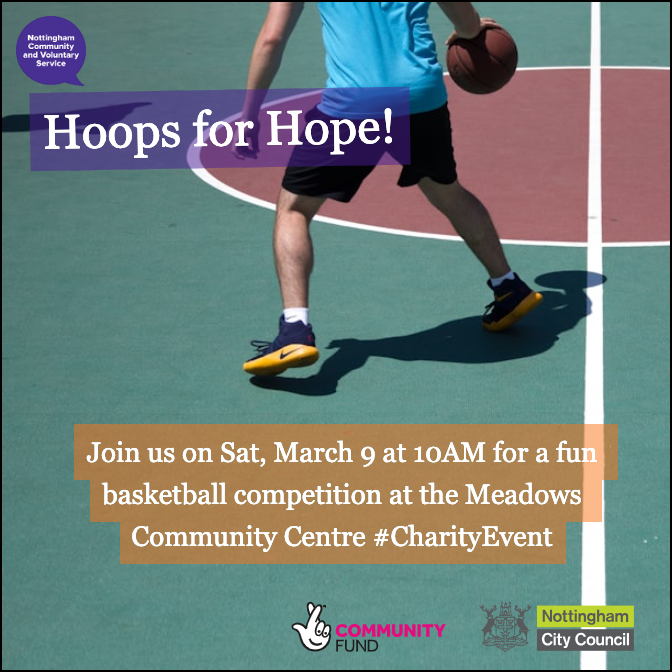 Nottingham
Community
and Voluntary
Service
Hoops for Hope!
Join us on Sat, March 9 at 10AM for a fun
basketball competition at the Meadows
Community Centre #CharityEvent
COMMUNITY
FUND
Nottingham
City Council